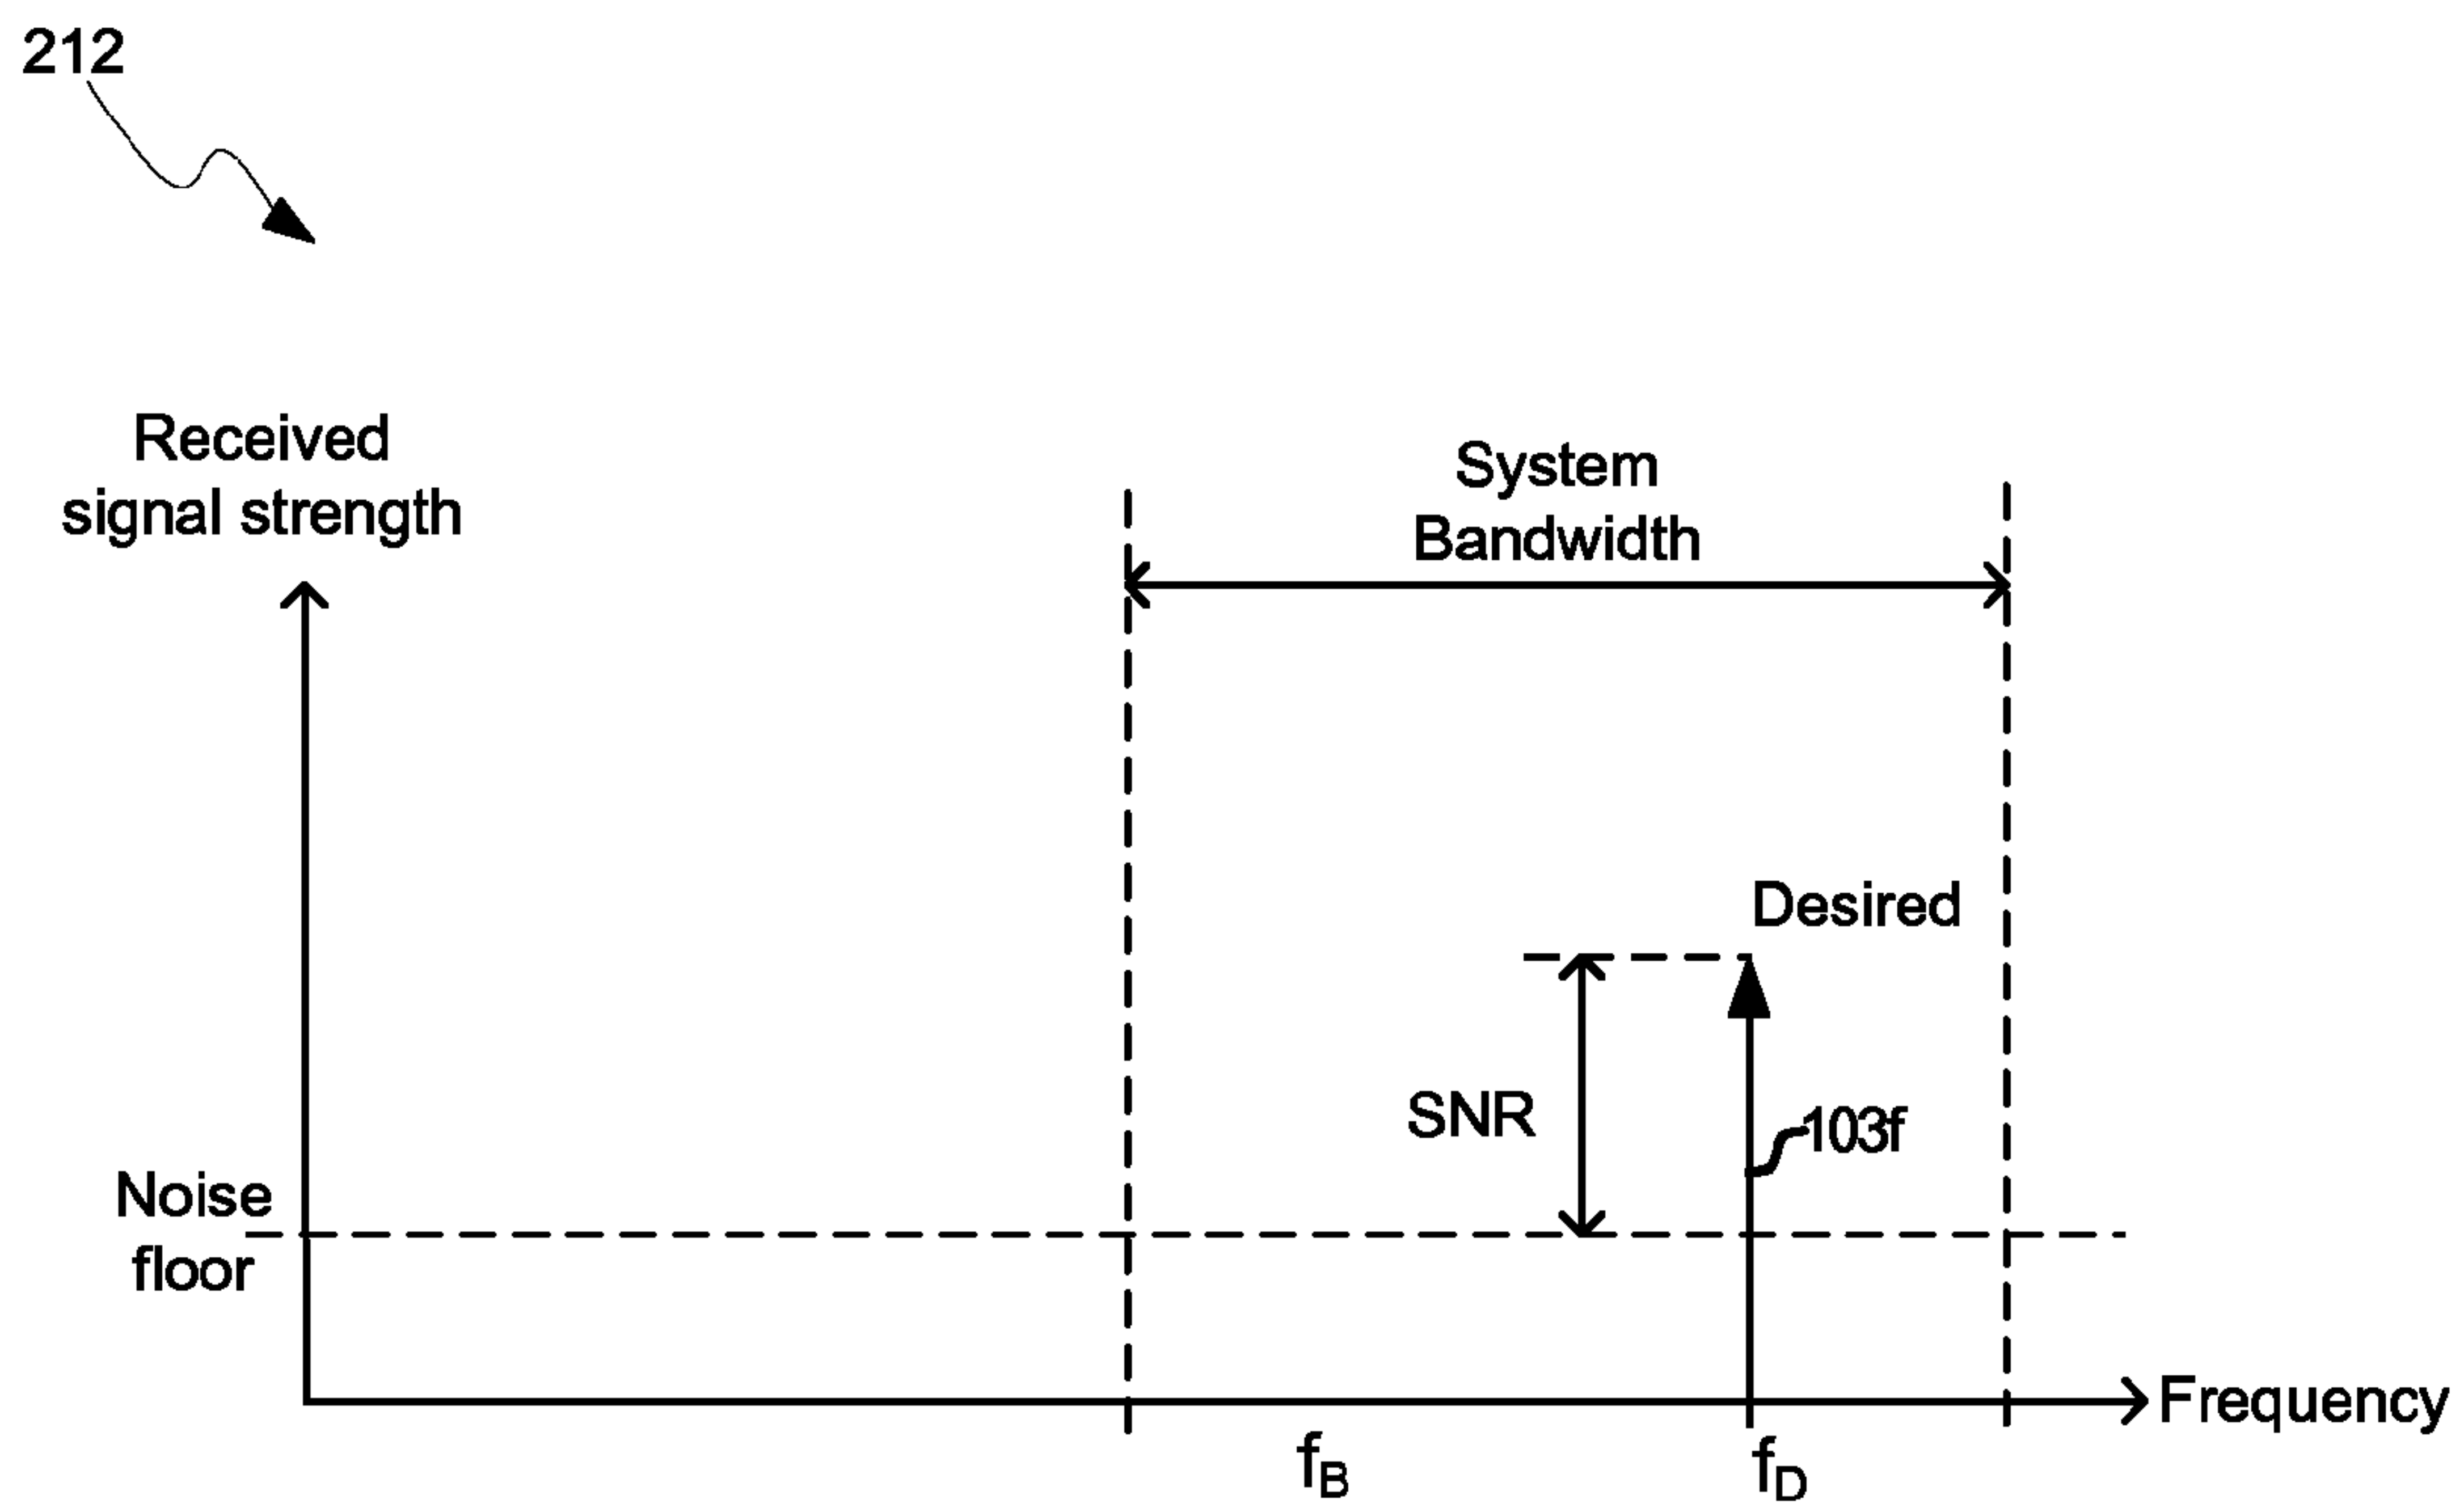 212
Received
signal strength
System
Bandwidth
Desired
SNR
103f
Noise
floor
Frequency
fB
fD